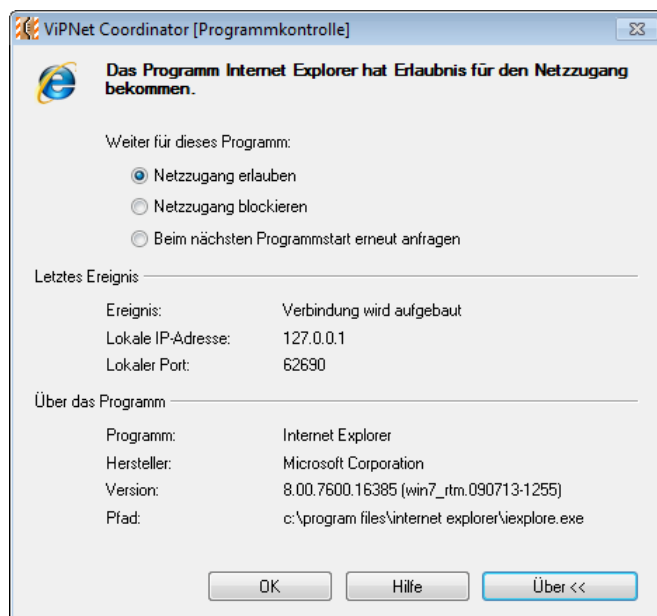 ViPNet Coordinator [Programmkontrolle]
Das Programm Internet Explorer hat Erlaubnis für den Netzzugang
bekommen.
Weiter für dieses Programm:
Netzzugang erlauben
Netzzugang blockieren
Beim nächsten Programmstart erneut anfragen
Letztes Ereignis
Ereignis: Verbindung wird aufgebaut
Lokale IP-Adresse: 127.0.0.1
Lokaler Port: 62690
Über das Programm
Programm: Internet Explorer
Hersteller: Microsoft Corporation
Version: 8.00.7600.16385 (win7_rtm.090713-1255)
Pfad: c:\program files\internet explorer\iexplore.exe
OK Hilfe Über <<